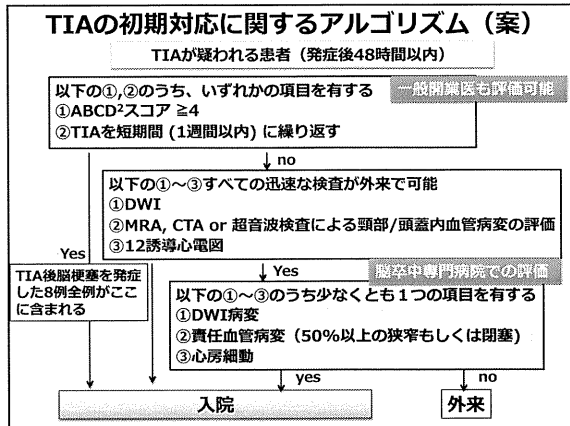 TIAの初期対応に関するアルゴリズム（案）
TIAが疑われる患者（発症後48時間以内）
以下の①,②のうち、いずれかの項目を有する
一般開業医も評価可能
①ABCD²スコア ≧4
②TIAを短期間 (1週間以内) に繰り返す
no
以下の①～③すべての迅速な検査が外来で可能
①DWI
②MRA, CTA or 超音波検査による頸部/頭蓋内血管病変の評価
③12誘導心電図
Yes
Yes
脳卒中専門病院での評価
TIA後脳梗塞を発症
した8例全例がここ
に含まれる
以下の①～③のうち少なくとも１つの項目を有する
①DWI病変
②責任血管病変（50％以上の狭窄もしくは閉塞)
③心房細動
yes
no
入院
外来